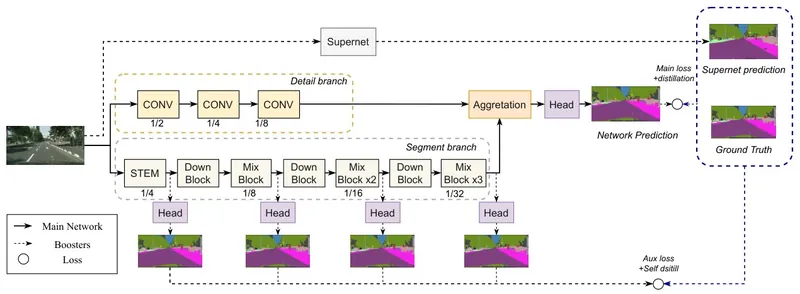 Supernet
Detail branch
CONV
CONV
CONV
1/2
1/4
1/8
Aggretation
Head
Main loss
+distillation
Supernet prediction
Network Prediction
Ground Truth
Segment branch
STEM
Down
Block
Mix
Block
Down
Block
Mix
Block x2
Down
Block
Mix
Block x3
1/4
1/8
1/16
1/32
Head
Head
Head
Head
Main Network
Boosters
Loss
Aux loss
+Self dsitill